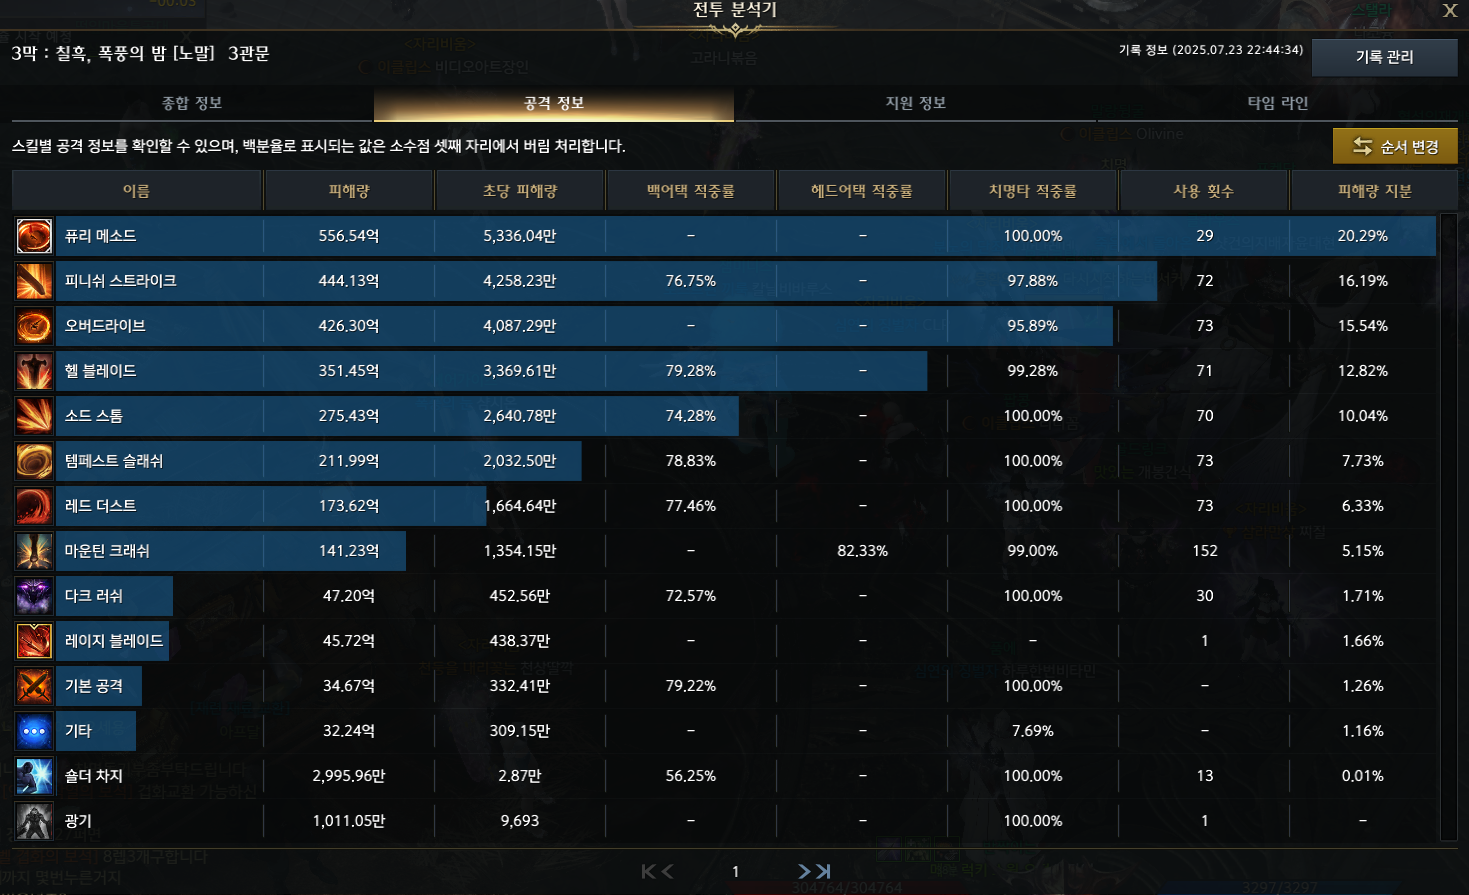 전투 분석기
X
3막 : 칠흑, 폭풍의 밤 [노말] 3관문
기록 정보 (2025.07.23 22:44:34)
기록 관리
종합 정보 공격 정보 지원 정보 타임 라인
스킬별 공격 정보를 확인할 수 있으며, 백분율로 표시되는 값은 소수점 셋째 자리에서 버림 처리합니다.
순서 변경
이름 피해량 초당 피해량 백어택 적중률 헤드어택 적중률 치명타 적중률 사용 횟수 피해량 지분
퓨리 메소드 556.54억 5,336.04만 – – 100.00% 29 20.29%
피니쉬 스트라이크 444.13억 4,258.23만 76.75% – 97.88% 72 16.19%
오버드라이브 426.30억 4,087.29만 – – 95.89% 73 15.54%
헬 블레이드 351.45억 3,369.61만 79.28% – 99.28% 71 12.82%
소드 스톰 275.43억 2,640.78만 74.28% – 100.00% 70 10.04%
템페스트 슬래쉬 211.99억 2,032.50만 78.83% – 100.00% 73 7.73%
레드 더스트 173.62억 1,664.64만 77.46% – 100.00% 73 6.33%
마운틴 크래쉬 141.23억 1,354.15만 – 82.33% 99.00% 152 5.15%
다크 러쉬 47.20억 452.56만 72.57% – 100.00% 30 1.71%
레이지 블레이드 45.72억 438.37만 – – – 1 1.66%
기본 공격 34.67억 332.41만 79.22% – 100.00% – 1.26%
기타 32.24억 309.15만 – – 7.69% – 1.16%
숄더 차지 2,995.96만 2.87만 56.25% – 100.00% 13 0.01%
광기 1,011.05만 9,693 – – 100.00% 1 –
1
304764/304764
3297/3297